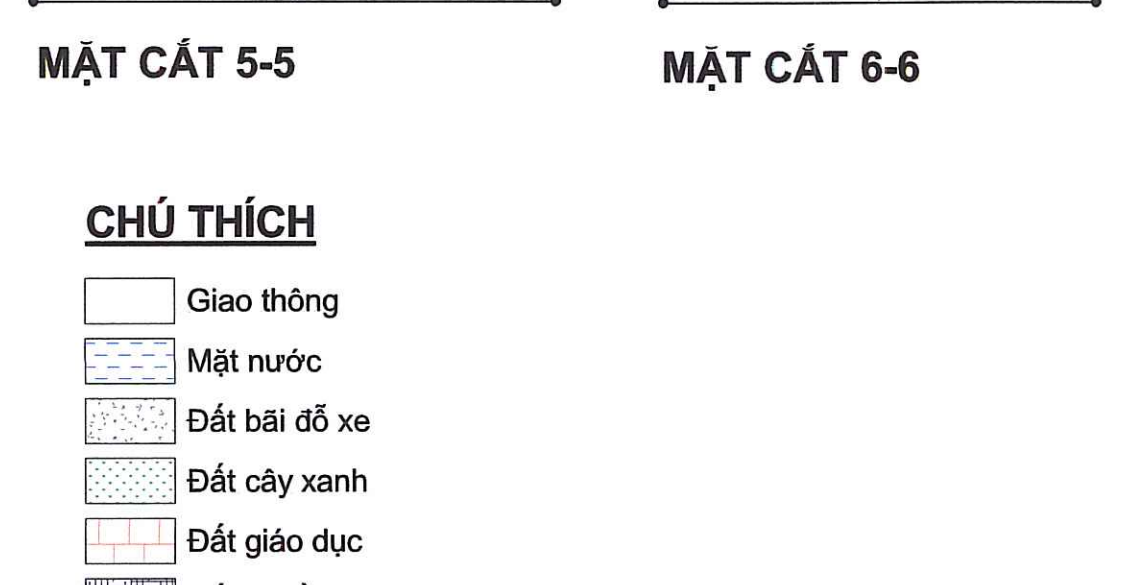 MẶT CẮT 5-5
MẶT CẮT 6-6
CHÚ THÍCH
Giao thông
Mặt nước
Đất bãi đỗ xe
Đất cây xanh
Đất giáo dục